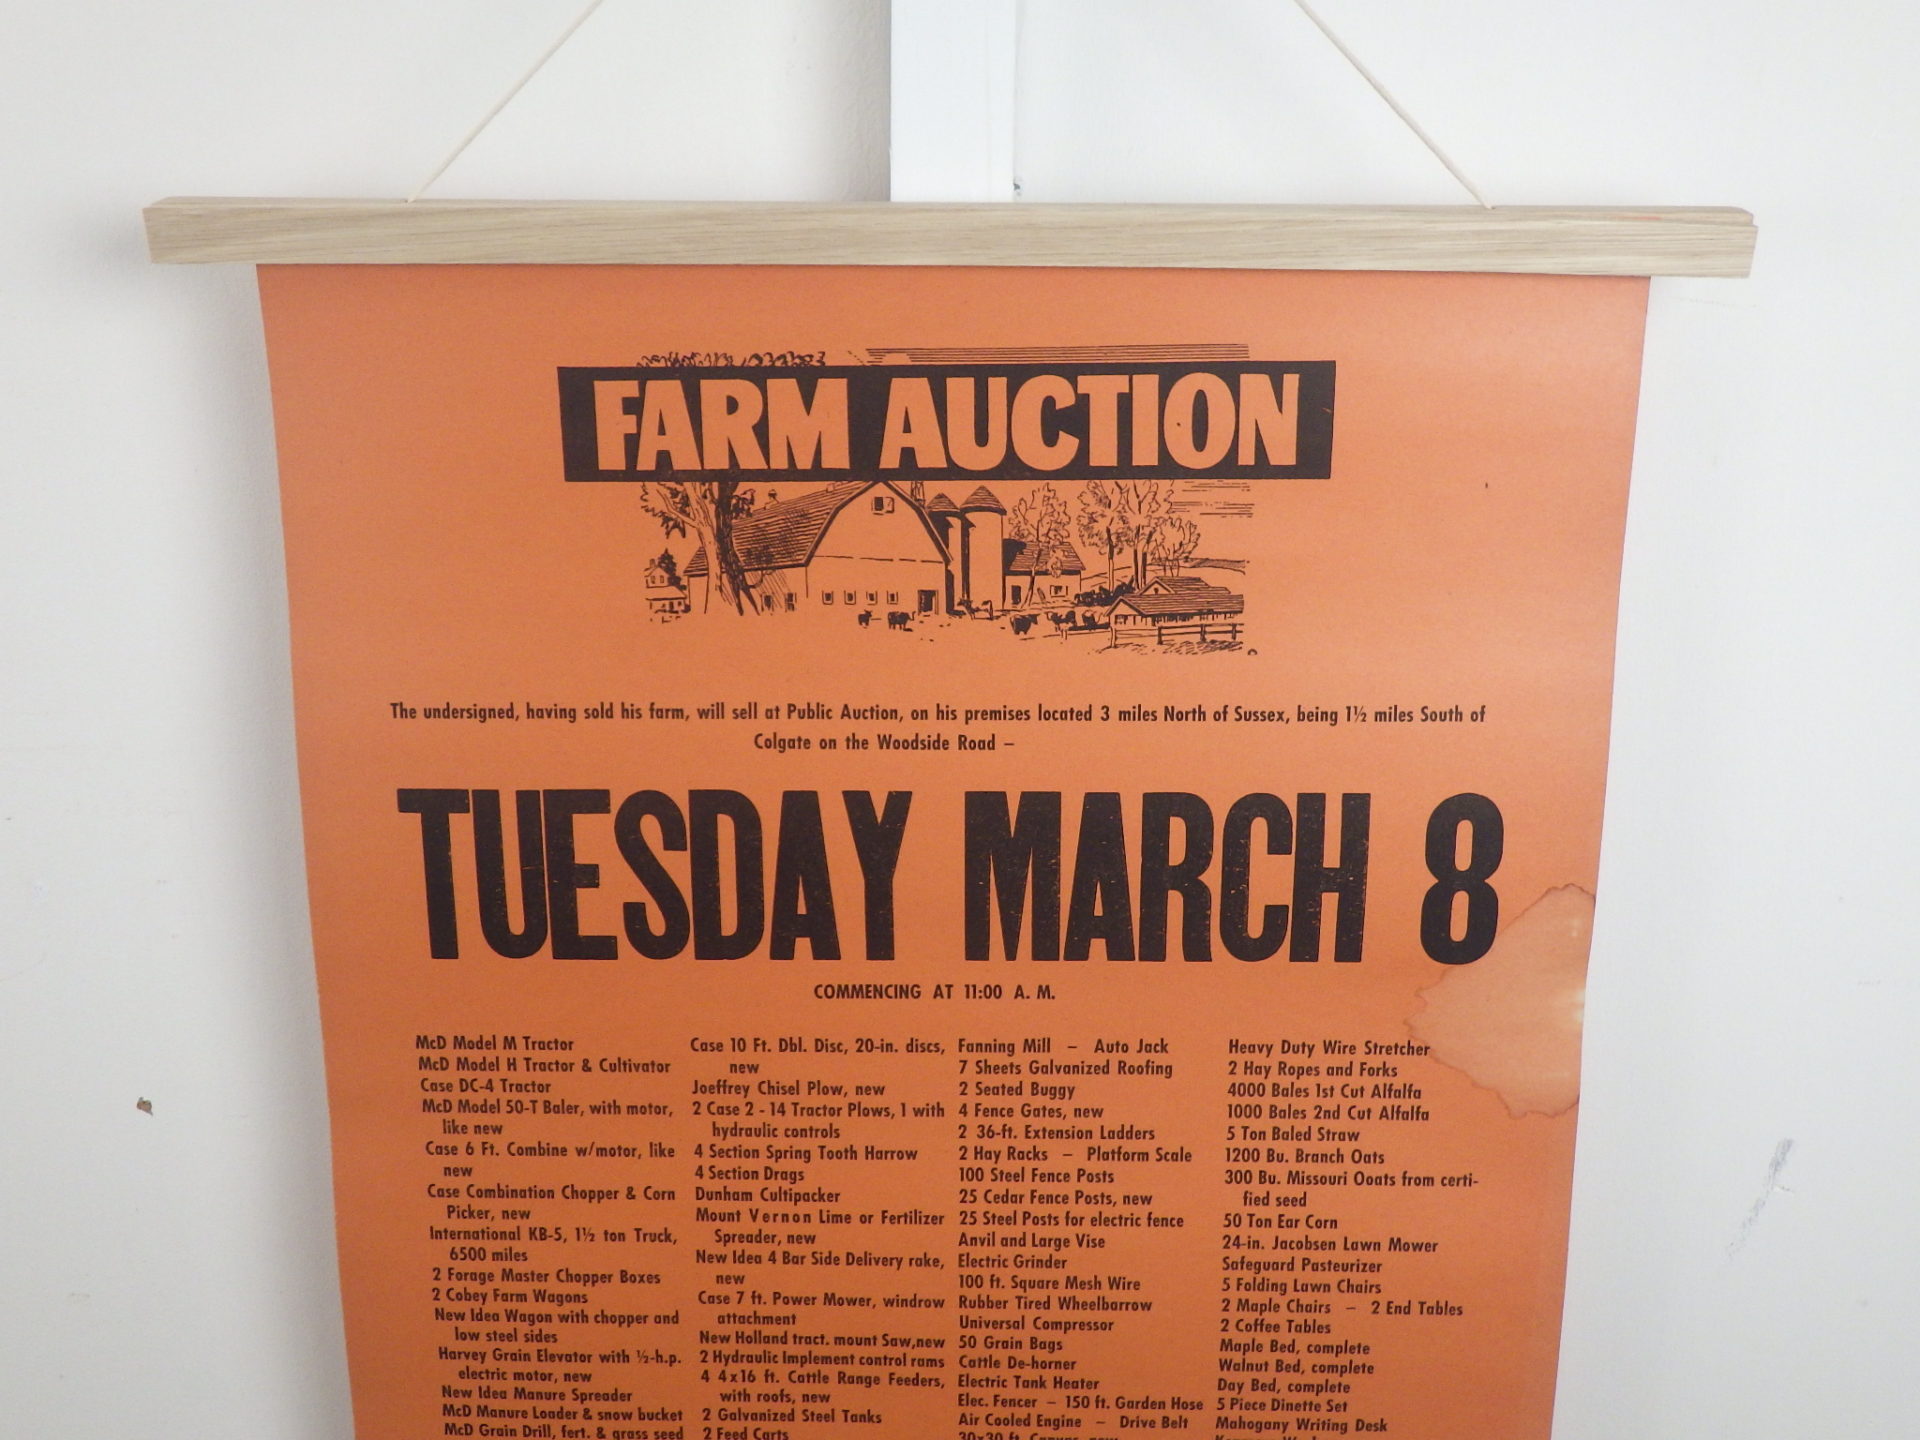 FARM AUCTION
The undersigned, having sold his farm, will sell at Public Auction, on his premises located 3 miles North of Sussex, being 1½ miles South of
Colgate on the Woodside Road –
TUESDAY MARCH 8
COMMENCING AT 11:00 A. M.
McD Model M Tractor
McD Model H Tractor & Cultivator
Case DC-4 Tractor
McD Model 50-T Baler, with motor,
like new
Case 6 Ft. Combine w/motor, like
new
Case Combination Chopper & Corn
Picker, new
International KB-5, 1½ ton Truck,
6500 miles
2 Forage Master Chopper Boxes
2 Cobey Farm Wagons
New Idea Wagon with chopper and
low steel sides
Harvey Grain Elevator with ½-h.p.
electric motor, new
New Idea Manure Spreader
McD Manure Loader & snow bucket
McD Grain Drill, fert. & grass seed
Case 10 Ft. Dbl. Disc, 20-in. discs,
new
Joeffrey Chisel Plow, new
2 Case 2 - 14 Tractor Plows, 1 with
hydraulic controls
4 Section Spring Tooth Harrow
4 Section Drags
Dunham Cultipacker
Mount Vernon Lime or Fertilizer
Spreader, new
New Idea 4 Bar Side Delivery rake,
new
Case 7 ft. Power Mower, windrow
attachment
New Holland tract. mount Saw,new
2 Hydraulic Implement control rams
4 4x16 ft. Cattle Range Feeders,
with roofs, new
2 Galvanized Steel Tanks
2 Feed Carts
Fanning Mill – Auto Jack
7 Sheets Galvanized Roofing
2 Seated Buggy
4 Fence Gates, new
2 36-ft. Extension Ladders
2 Hay Racks – Platform Scale
100 Steel Fence Posts
25 Cedar Fence Posts, new
25 Steel Posts for electric fence
Anvil and Large Vise
Electric Grinder
100 ft. Square Mesh Wire
Rubber Tired Wheelbarrow
Universal Compressor
50 Grain Bags
Cattle De-horner
Electric Tank Heater
Elec. Fencer – 150 ft. Garden Hose
Air Cooled Engine – Drive Belt
30x30 ft. Canvas, new
Heavy Duty Wire Stretcher
2 Hay Ropes and Forks
4000 Bales 1st Cut Alfalfa
1000 Bales 2nd Cut Alfalfa
5 Ton Baled Straw
1200 Bu. Branch Oats
300 Bu. Missouri Ooats from certi-
fied seed
50 Ton Ear Corn
24-in. Jacobsen Lawn Mower
Safeguard Pasteurizer
5 Folding Lawn Chairs
2 Maple Chairs – 2 End Tables
2 Coffee Tables
Maple Bed, complete
Walnut Bed, complete
Day Bed, complete
5 Piece Dinette Set
Mahogany Writing Desk